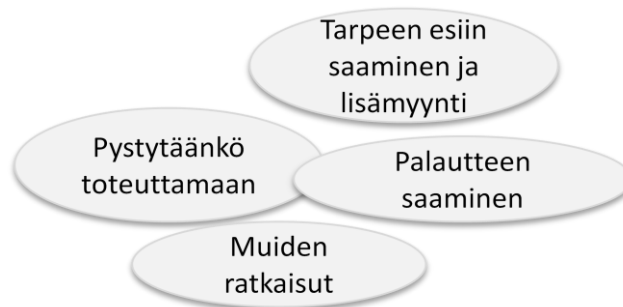 Tarpeen esiin
saaminen ja
lisämyynti
Pystytäänkö
toteuttamaan
Palautteen
saaminen
Muiden
ratkaisut